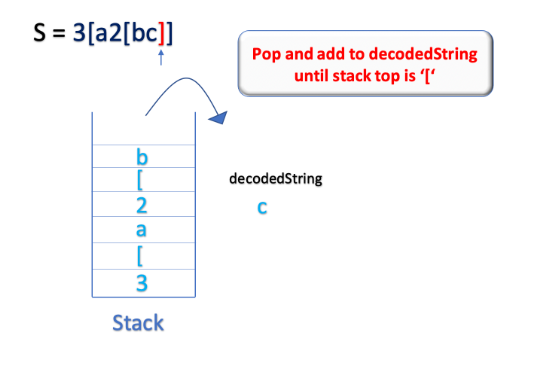 S = 3[a2[bc]]
Pop and add to decodedString
until stack top is ‘[‘
b
[
2
a
[
3
decodedString
c
Stack